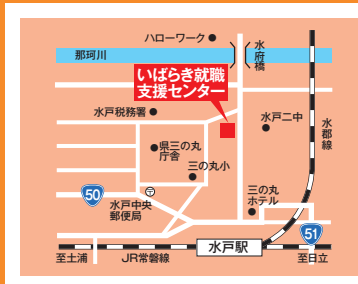 ハローワーク
那珂川
水府橋
いばらき就職
支援センター
水戸税務署
水戸二中
水郡線
県三の丸
庁舎
三の丸小
50
〒
水戸中央
郵便局
三の丸
ホテル
51
水戸駅
至土浦
JR常磐線
至日立